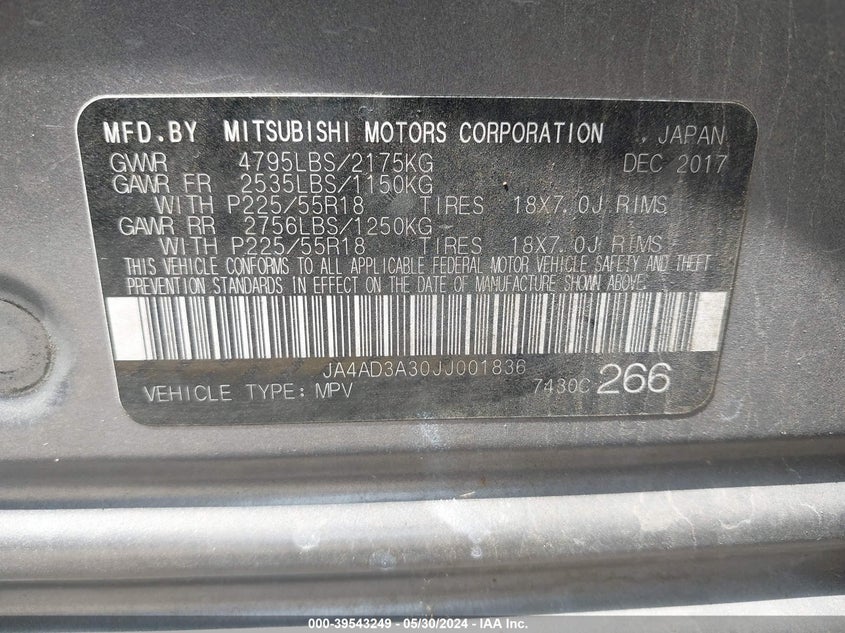 MFD.BY MITSUBISHI MOTORS CORPORATION , JAPAN
GVWR 4795LBS/2175KG DEC 2017
GAWR FR 2535LBS/1150KG
WITH P225/55R18 TIRES 18X7.0J RIMS
GAWR RR 2756LBS/1250KG
WITH P225/55R18 TIRES 18X7.0J RIMS
THIS VEHICLE CONFORMS TO ALL APPLICABLE FEDERAL MOTOR VEHICLE SAFETY AND THEFT
PREVENTION STANDARDS IN EFFECT ON THE DATE OF MANUFACTURE SHOWN ABOVE.
JA4AD3A30JJ001836
VEHICLE TYPE: MPV 7430C 266
000-39543249 - 05/30/2024 - IAA Inc.